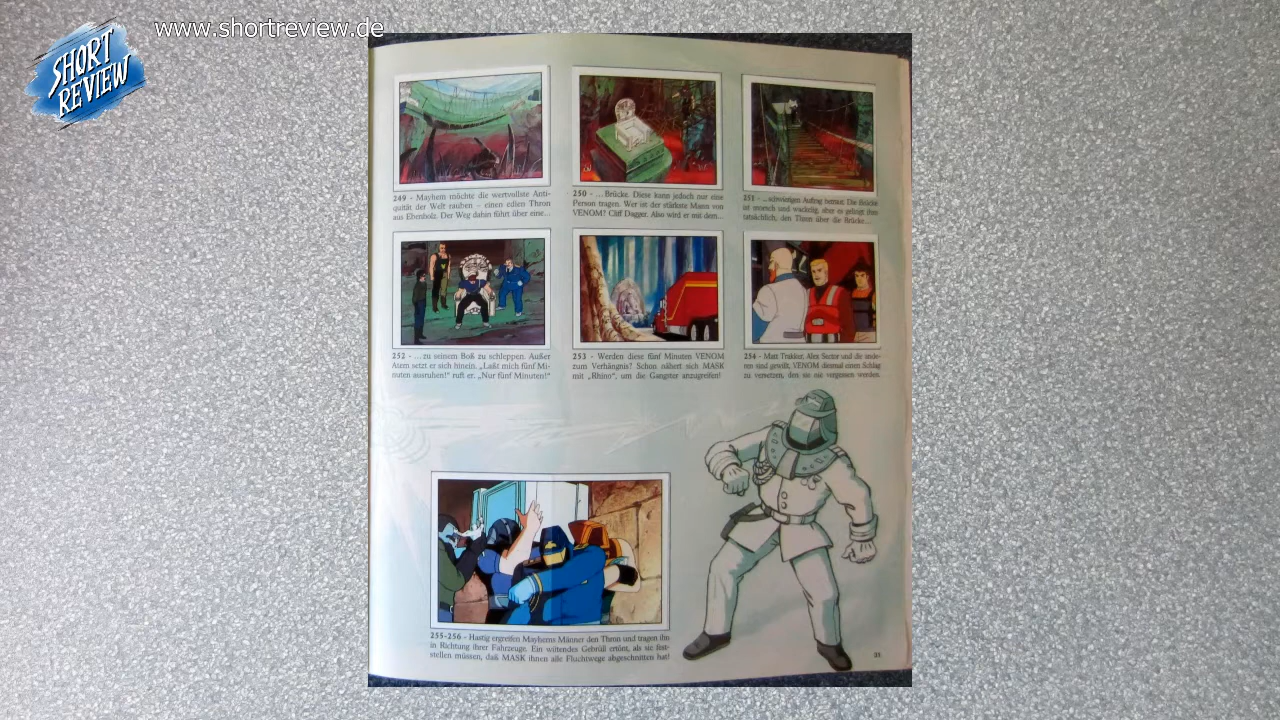 www.shortreview.de
SHORT
REVIEW
249 - Mayhem möchte die wertvollste Anti-
quität der Welt rauben – einen edlen Thron
aus Ebenholz. Der Weg dahin führt über eine...
250 - ... Brücke. Diese kann jedoch nur eine
Person tragen. Wer ist der stärkste Mann von
VENOM? Cliff Dagger. Also wird er mit dem...
251 - ... schwierigen Auftrag betraut. Die Brücke
ist morsch und wackelig, aber es gelingt ihm
tatsächlich, den Thron über die Brücke...
252 - ... zu seinem Boß zu schleppen. Außer
Atem setzt er sich hinein. „Laßt mich fünf Mi-
nuten ausruhen!“ ruft er. „Nur fünf Minuten!“
253 - Werden diese fünf Minuten VENOM
zum Verhängnis? Schon nähert sich MASK
mit „Rhino“, um die Gangster anzugreifen!
254 - Matt Trakker, Alex Sector und die ande-
ren sind gewillt, VENOM diesmal einen Schlag
zu versetzen, den sie nie vergessen werden.
255-256 - Hastig ergreifen Mayhems Männer den Thron und tragen ihn
in Richtung ihrer Fahrzeuge. Ein wütendes Gebrüll ertönt, als sie fest-
stellen müssen, daß MASK ihnen alle Fluchtwege abgeschnitten hat!
31